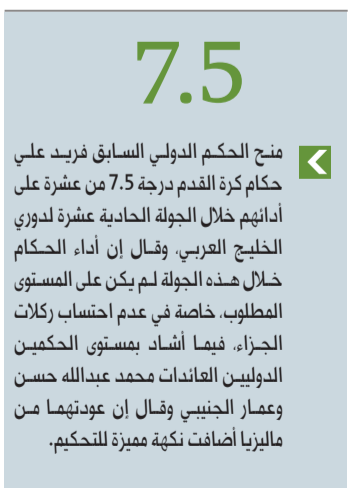 7.5
منح الحكم الدولي السابق فريد علي
حكام كرة القدم درجة 7.5 من عشرة على
أدائهم خلال الجولة الحادية عشرة لدوري
الخليج العربي، وقال إن أداء الحكام
خلال هذه الجولة لم يكن على المستوى
المطلوب، خاصة في عدم احتساب ركلات
الجزاء، فيما أشاد بمستوى الحكمين
الدوليين العائدات محمد عبدالله حسن
وعمار الجنيبي وقال إن عودتهما من
ماليزيا أضافت نكهة مميزة للتحكيم.